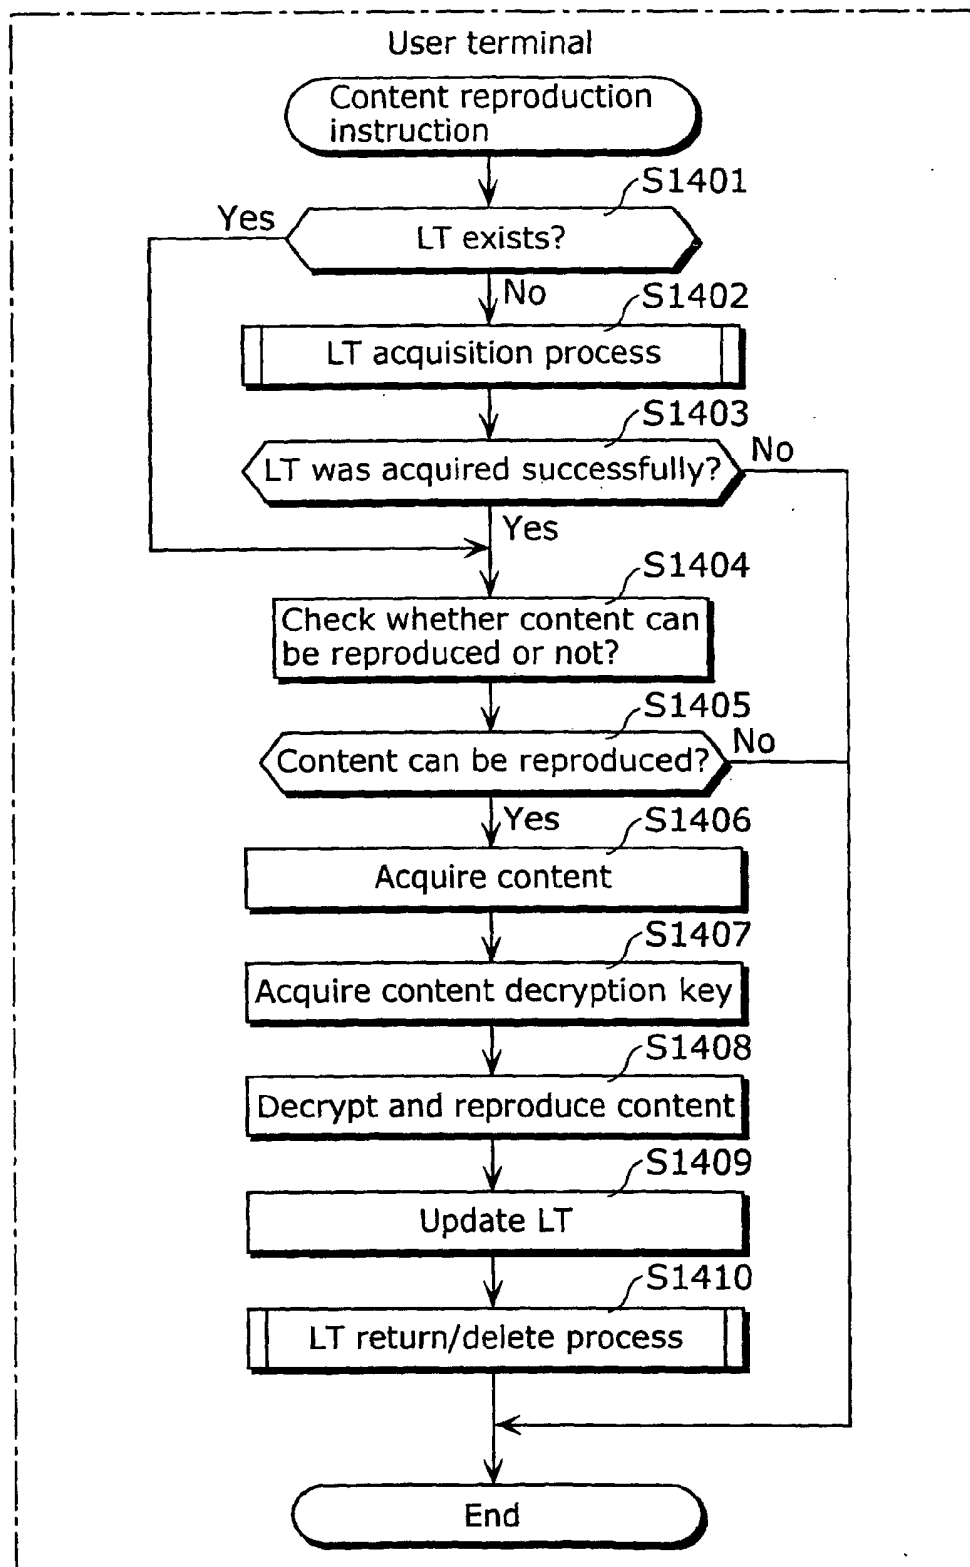 User terminal
Content reproduction
instruction
S1401
Yes
LT exists?
No
S1402
LT acquisition process
S1403
No
LT was acquired successfully?
Yes
S1404
Check whether content can
be reproduced or not?
S1405
No
Content can be reproduced?
Yes
S1406
Acquire content
S1407
Acquire content decryption key
S1408
Decrypt and reproduce content
S1409
Update LT
S1410
LT return/delete process
End